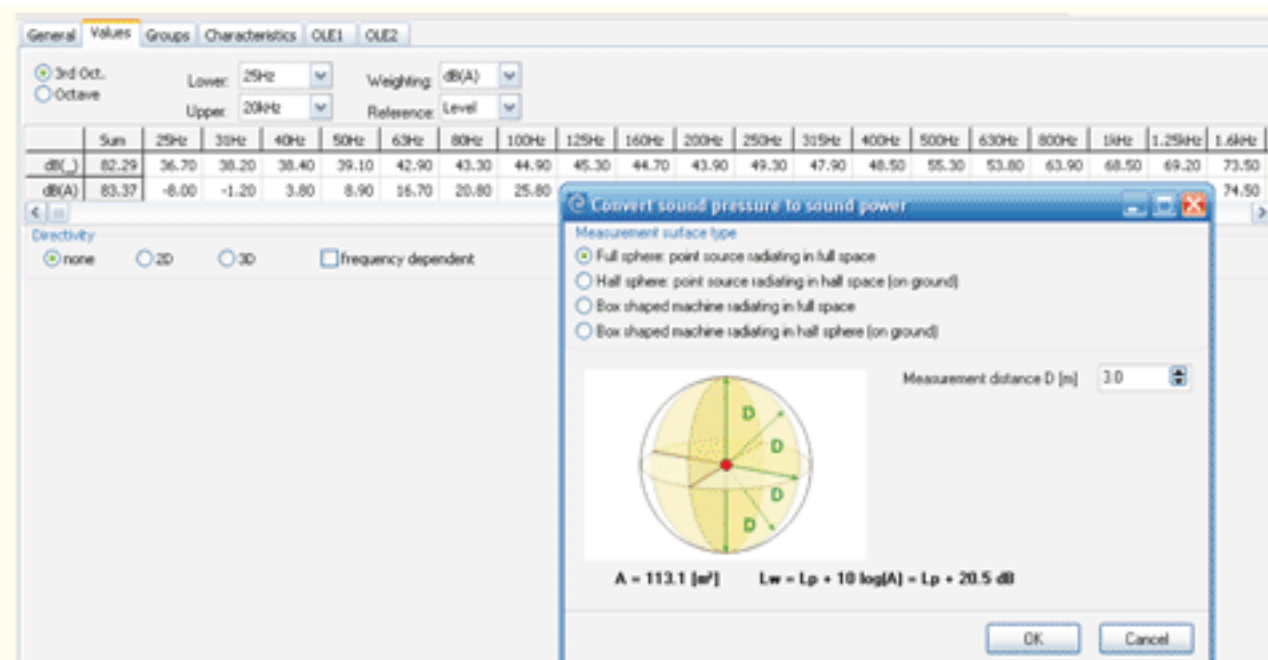 General Values Groups Characteristics OLE1 OLE2
3rd Oct. Lower: 25Hz Weighting: dB(A)
Octave Upper: 20kHz Reference: Level
Sum 25Hz 31Hz 40Hz 50Hz 63Hz 80Hz 100Hz 125Hz 160Hz 200Hz 250Hz 315Hz 400Hz 500Hz 630Hz 800Hz 1kHz 1.25kHz 1.6kHz
dB(_) 82.29 36.70 38.20 38.40 39.10 42.90 43.30 44.90 45.30 44.70 43.90 49.30 47.90 48.50 55.30 53.80 63.90 68.50 69.20 73.50
dB(A) 83.37 -8.00 -1.20 3.80 8.90 16.70 20.80 25.80 74.50
Convert sound pressure to sound power
Directivity
none 2D 3D frequency dependent
Measurement surface type
Full sphere: point source radiating in full space
Half sphere: point source radiating in half space (on ground)
Box shaped machine radiating in full space
Box shaped machine radiating in half sphere (on ground)
Measurement distance D [m] 3.0
D
D
D
D
A = 113.1 [m²] Lw = Lp + 10 log(A) = Lp + 20.5 dB
OK Cancel